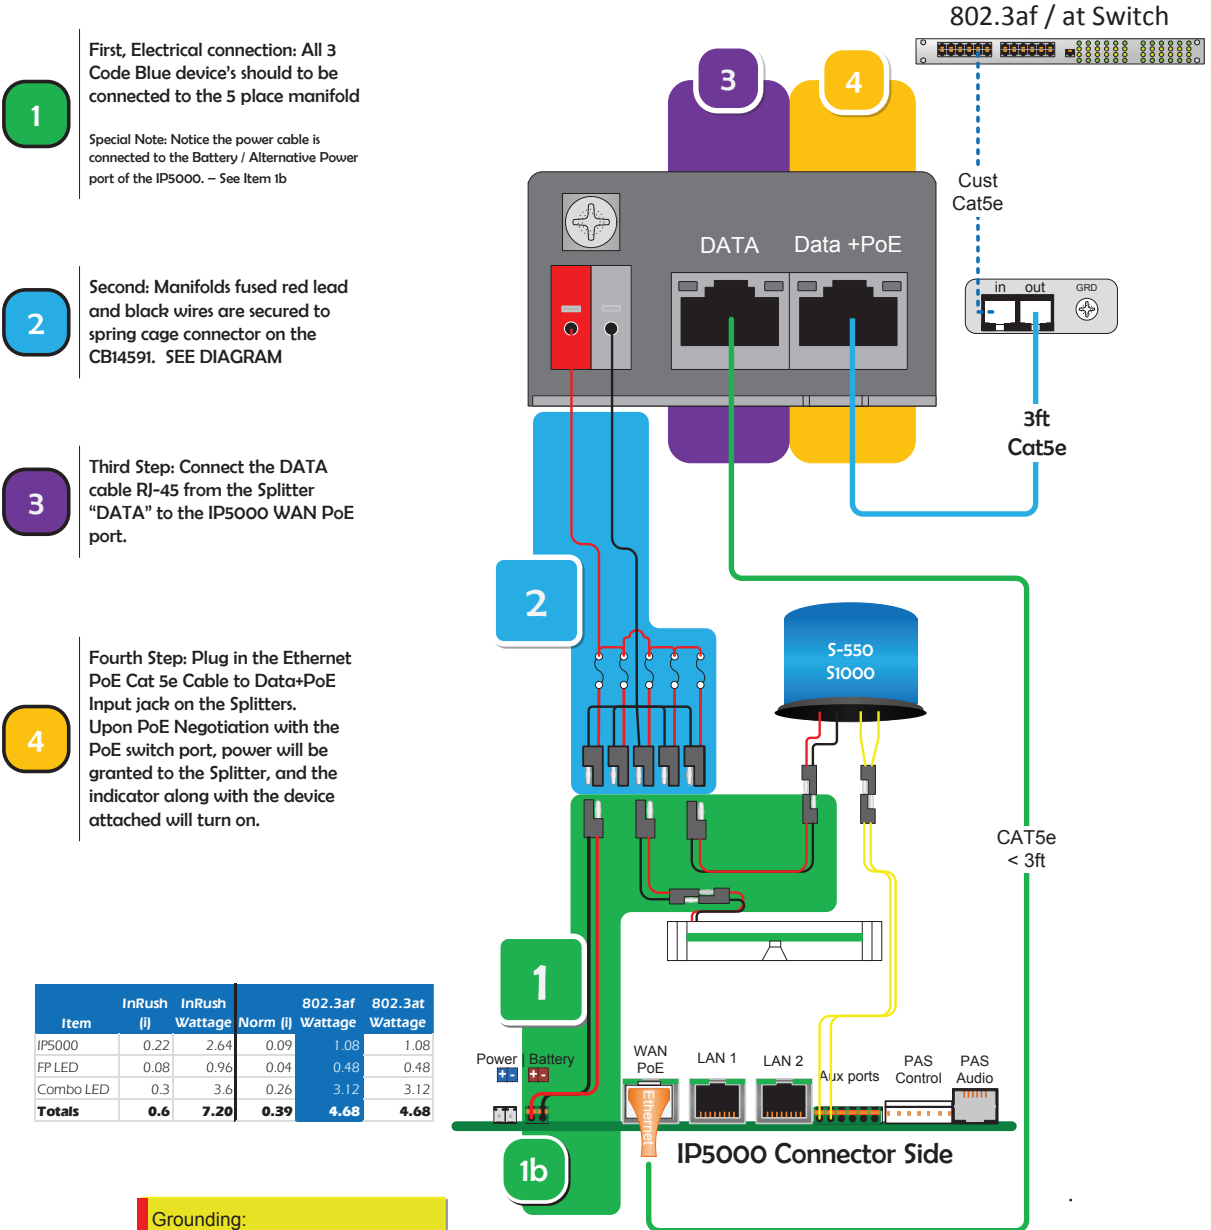 802.3af / at Switch
1
First, Electrical connection: All 3
Code Blue device's should to be
connected to the 5 place manifold
Special Note: Notice the power cable is
connected to the Battery / Alternative Power
port of the IP5000. – See Item 1b
2
Second: Manifolds fused red lead
and black wires are secured to
spring cage connector on the
CB14591. SEE DIAGRAM
3
Third Step: Connect the DATA
cable RJ-45 from the Splitter
“DATA” to the IP5000 WAN PoE
port.
4
Fourth Step: Plug in the Ethernet
PoE Cat 5e Cable to Data+PoE
Input jack on the Splitters.
Upon PoE Negotiation with the
PoE switch port, power will be
granted to the Splitter, and the
indicator along with the device
attached will turn on.
3
4
Cust
Cat5e
DATA
Data +PoE
in
out
GRD
3ft
Cat5e
2
S-550
S1000
CAT5e
< 3ft
1
InRush InRush 802.3af 802.3at
Item (i) Wattage Norm (i) Wattage Wattage
IP5000 0.22 2.64 0.09 1.08 1.08
FP LED 0.08 0.96 0.04 0.48 0.48
Combo LED 0.3 3.6 0.26 3.12 3.12
Totals 0.6 7.20 0.39 4.68 4.68
Power | Battery
+ - + -
WAN
PoE
LAN 1
LAN 2
Aux ports
PAS
Control
PAS
Audio
Ethernet
IP5000 Connector Side
1b
.
Grounding: